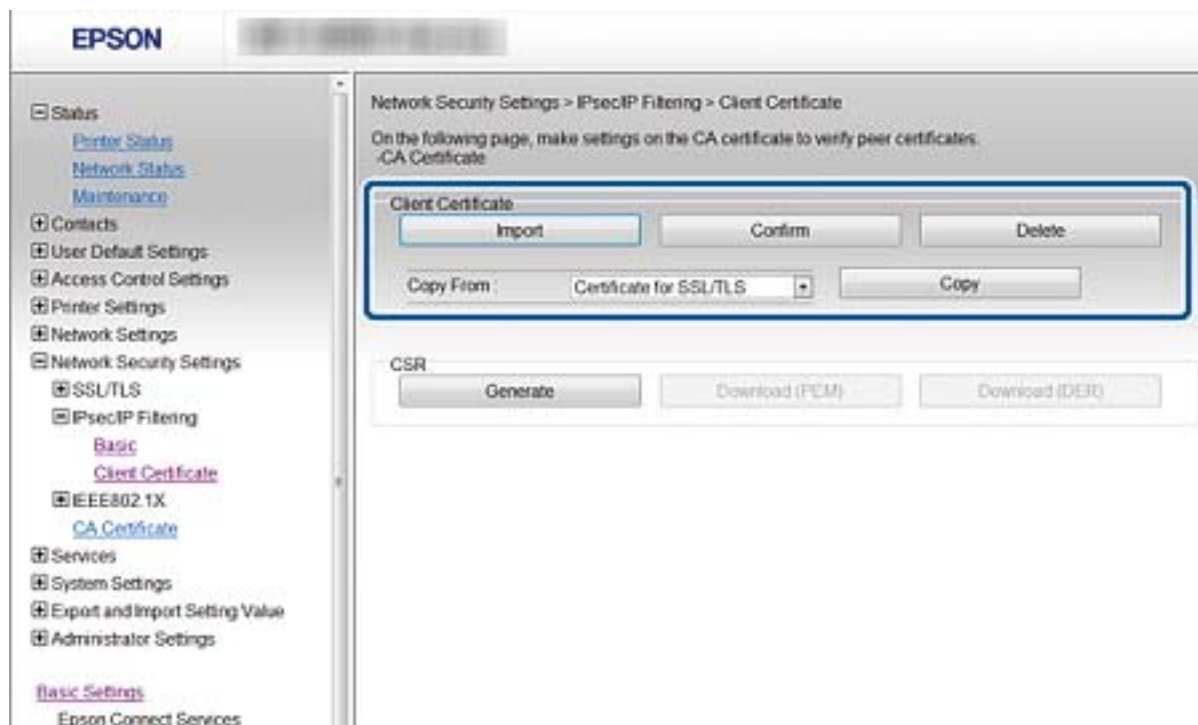 EPSON
Status
Printer Status
Network Status
Maintenance
Contacts
User Default Settings
Access Control Settings
Printer Settings
Network Settings
Network Security Settings
SSL/TLS
IPsec/IP Filtering
Basic
Client Certificate
IEEE802.1X
CA Certificate
Services
System Settings
Export and Import Setting Value
Administrator Settings
Basic Settings
Epson Connect Services
Network Security Settings > IPsec/IP Filtering > Client Certificate
On the following page, make settings on the CA certificate to verify peer certificates.
-CA Certificate
Client Certificate
Import Confirm Delete
Copy From : Certificate for SSL/TLS Copy
CSR
Generate Download (PEM) Download (DER)